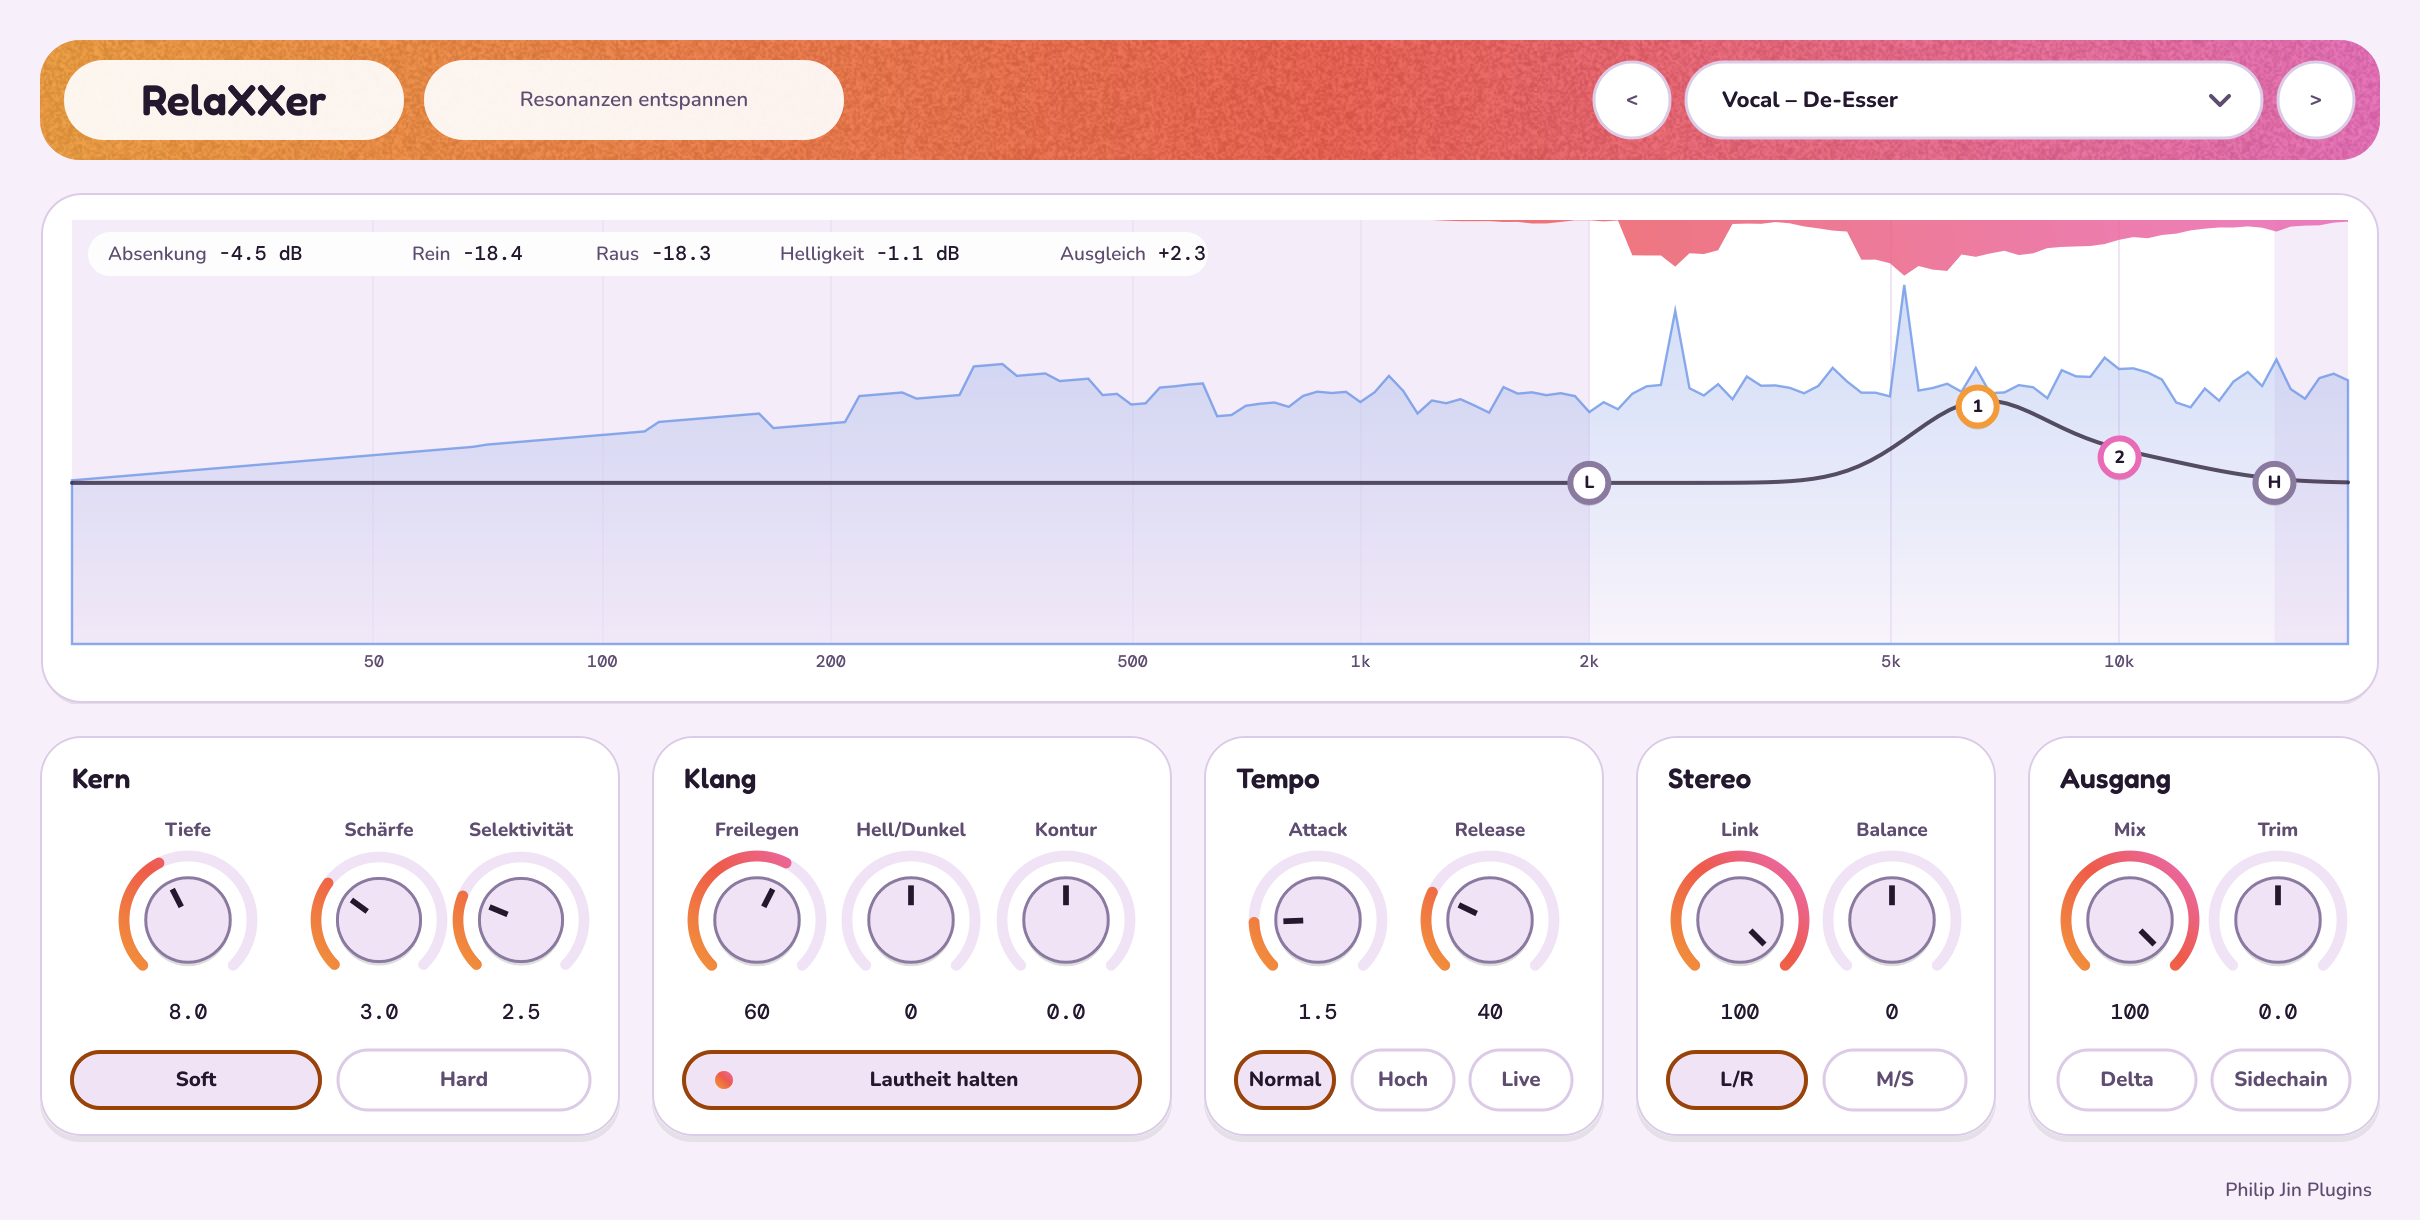 RelaXXer
Resonanzen entspannen
<
Vocal – De-Esser
>
Absenkung -4.5 dB Rein -18.4 Raus -18.3 Helligkeit -1.1 dB Ausgleich +2.3
1
2
L
H
50 100 200 500 1k 2k 5k 10k
Kern
Tiefe Schärfe Selektivität
8.0 3.0 2.5
Soft Hard
Klang
Freilegen Hell/Dunkel Kontur
60 0 0.0
Lautheit halten
Tempo
Attack Release
1.5 40
Normal Hoch Live
Stereo
Link Balance
100 0
L/R M/S
Ausgang
Mix Trim
100 0.0
Delta Sidechain
Philip Jin Plugins